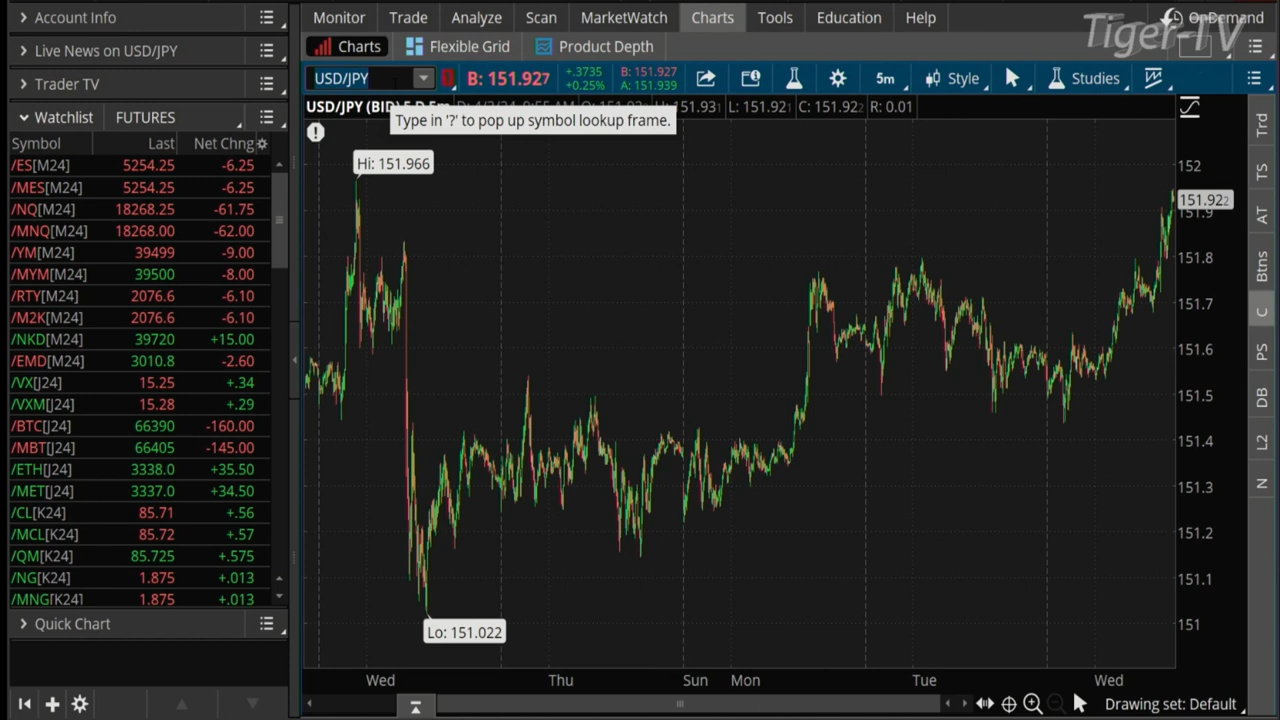 Account Info
Live News on USD/JPY
Trader TV
Watchlist FUTURES
Symbol Last Net Chng
/ES[M24] 5254.25 -6.25
/MES[M24] 5254.25 -6.25
/NQ[M24] 18268.25 -61.75
/MNQ[M24] 18268.00 -62.00
/YM[M24] 39499 -9.00
/MYM[M24] 39500 -8.00
/RTY[M24] 2076.6 -6.10
/M2K[M24] 2076.6 -6.10
/NKD[M24] 39720 +15.00
/EMD[M24] 3010.8 -2.60
/VX[J24] 15.25 +.34
/VXM[J24] 15.28 +.29
/BTC[J24] 66390 -160.00
/MBT[J24] 66405 -145.00
/ETH[J24] 3338.0 +35.50
/MET[J24] 3337.0 +34.50
/CL[K24] 85.71 +.56
/MCL[K24] 85.72 +.57
/QM[K24] 85.725 +.575
/NG[K24] 1.875 +.013
/MNG[K24] 1.875 +.013
Quick Chart
Monitor Trade Analyze Scan MarketWatch Charts Tools Education Help OnDemand
Tiger-TV
Charts Flexible Grid Product Depth
USD/JPY B: 151.927 +.3735 +0.25% B: 151.927 A: 151.939 5m Style Studies
USD/JPY (BID) 151.931 L: 151.921 C: 151.922 R: 0.01
Type in '?' to pop up symbol lookup frame.
Hi: 151.966
152
151.922
151.9
151.8
151.7
151.6
151.5
151.4
151.3
151.2
151.1
151
Lo: 151.022
Wed Thu Sun Mon Tue Wed
Drawing set: Default
Trd
TS
AT
Btns
C
PS
DB
L2
N